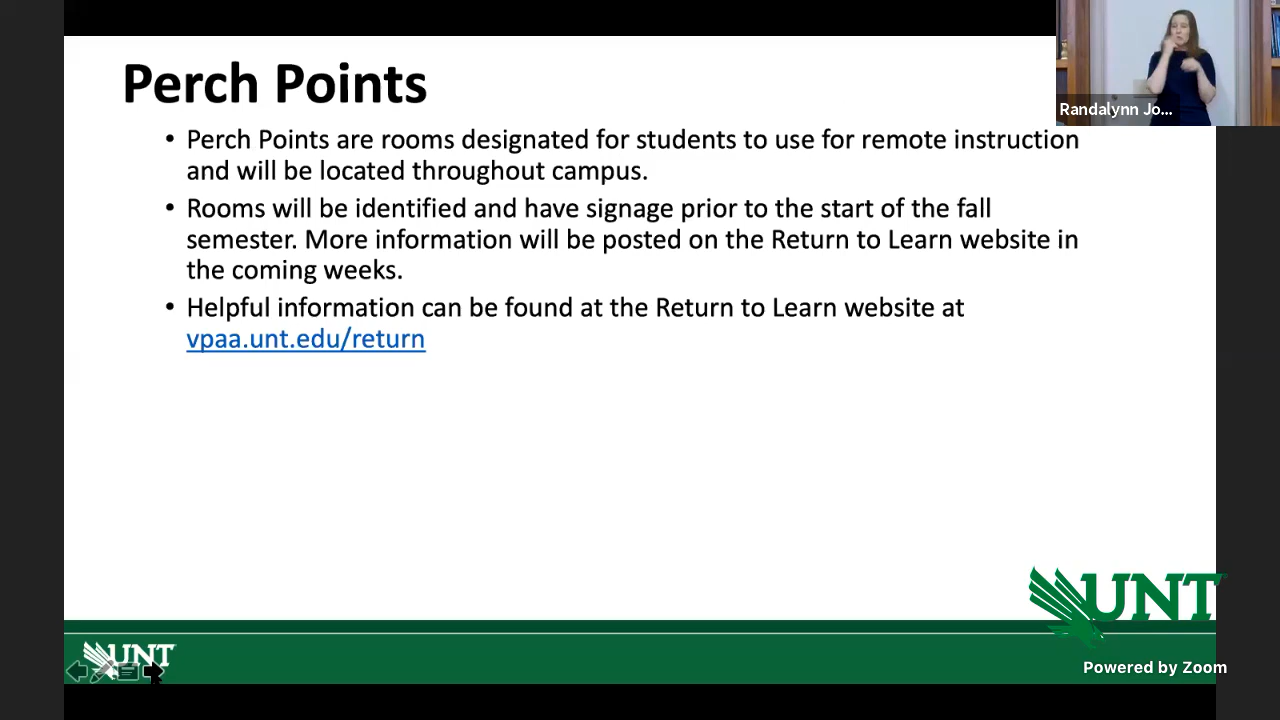 Perch Points
Randalynn Jo...
• Perch Points are rooms designated for students to use for remote instruction
and will be located throughout campus.
• Rooms will be identified and have signage prior to the start of the fall
semester. More information will be posted on the Return to Learn website in
the coming weeks.
• Helpful information can be found at the Return to Learn website at
vpaa.unt.edu/return
UNT
UNT
Powered by Zoom